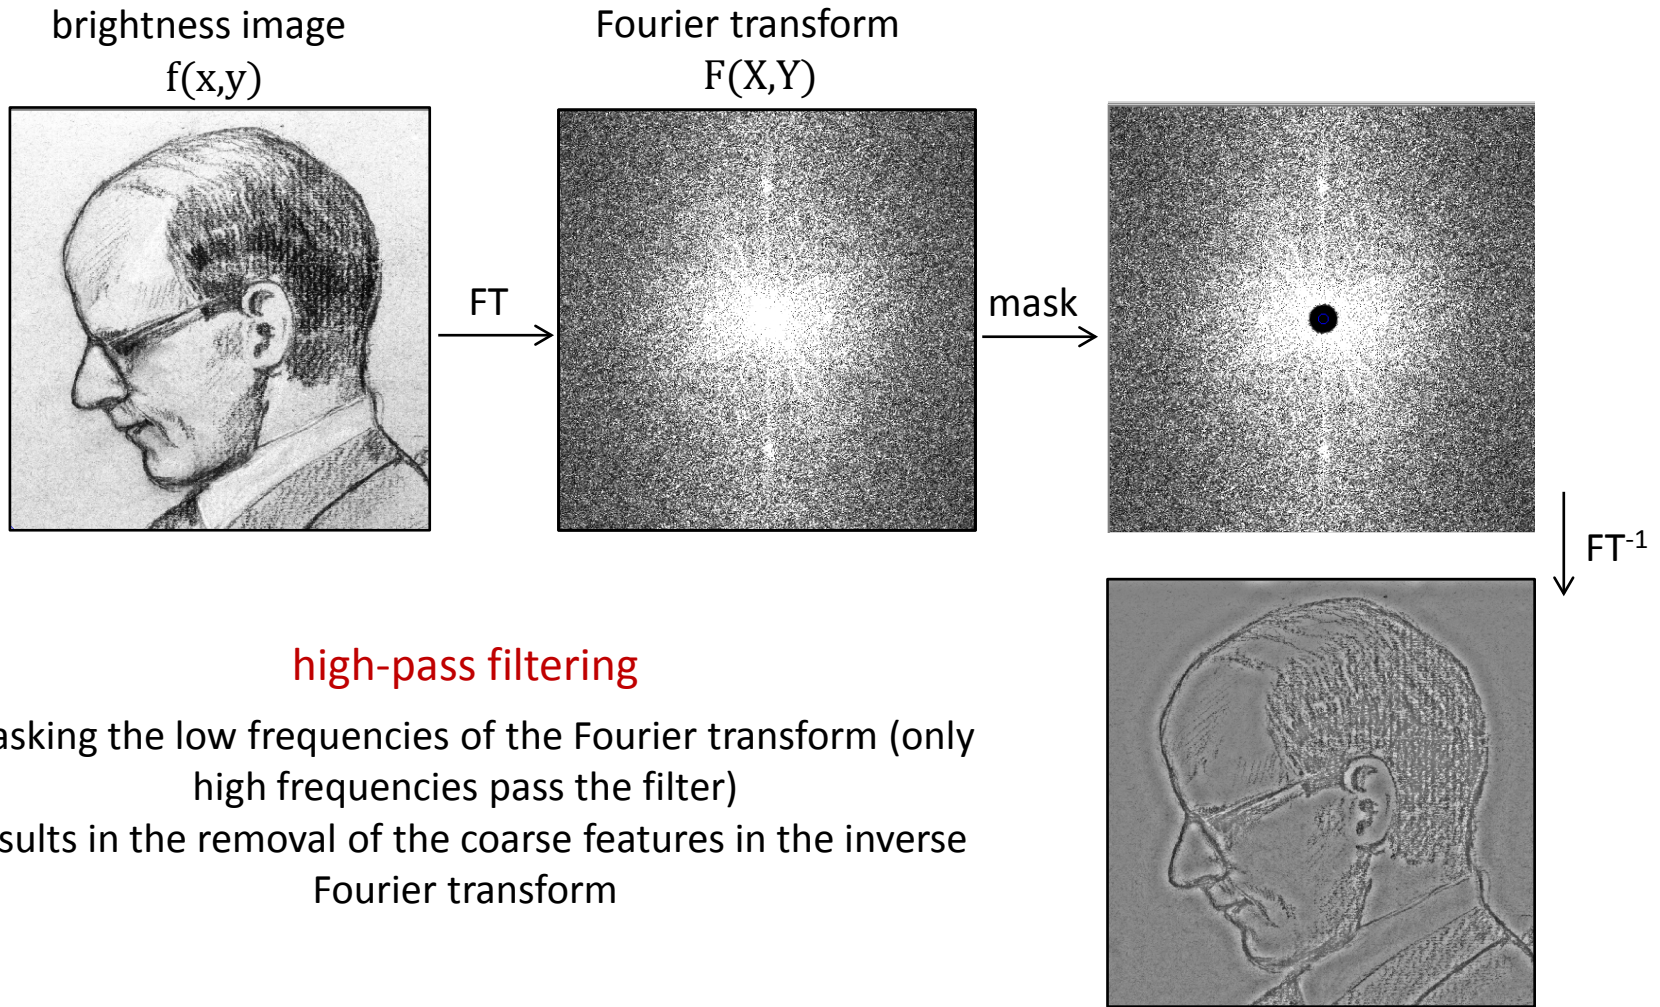 brightness image
f(x,y)
Fourier transform
F(X,Y)
FT
mask
FT-1
high-pass filtering
asking the low frequencies of the Fourier transform (only
high frequencies pass the filter)
sults in the removal of the coarse features in the inverse
Fourier transform